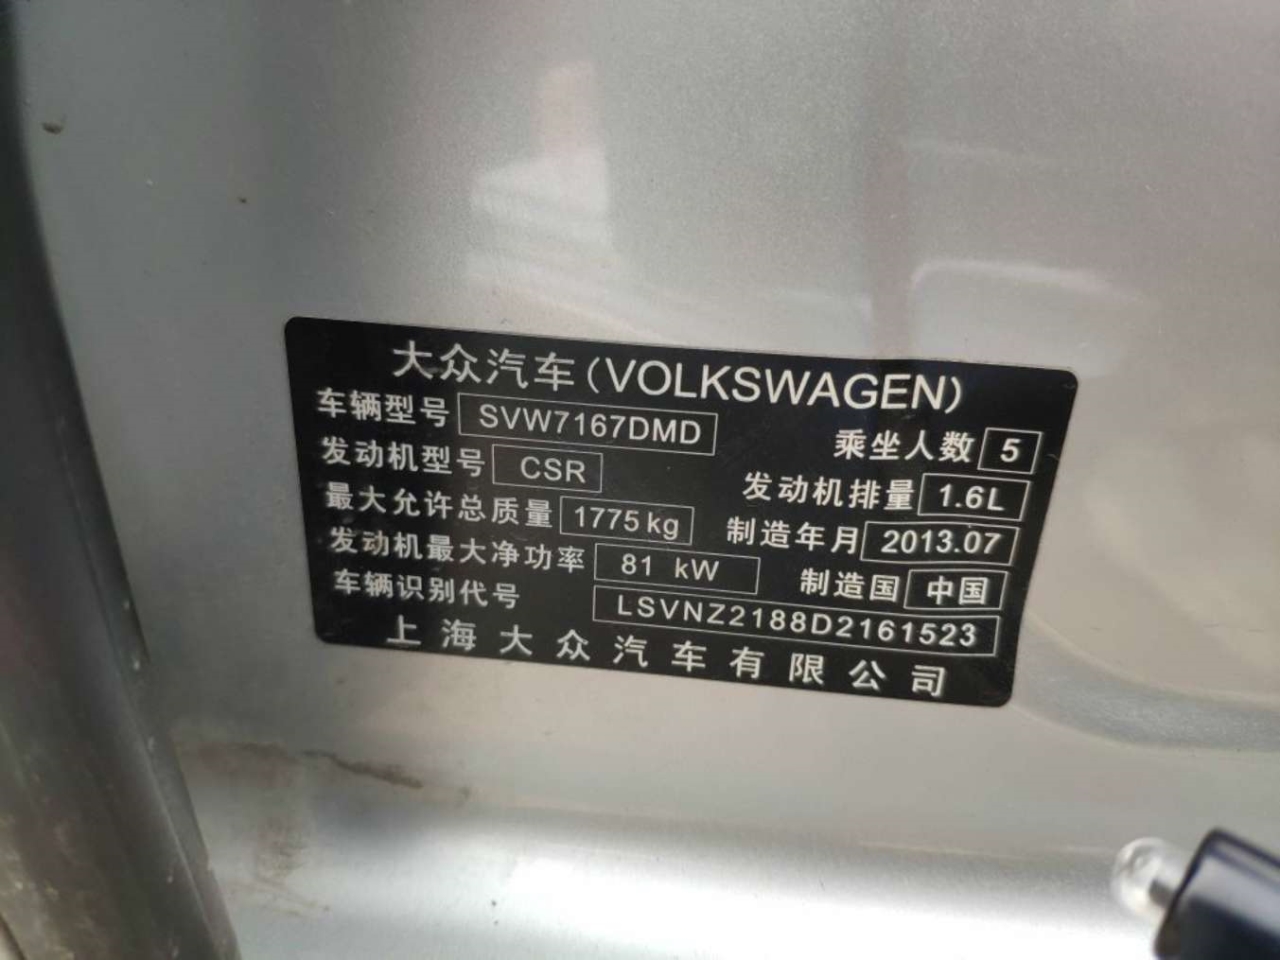 大众汽车(VOLKSWAGEN)
车辆型号 SVW7167DMD 乘坐人数 5
发动机型号 CSR 发动机排量 1.6L
最大允许总质量 1775kg 制造年月 2013.07
发动机最大净功率 81 kW 制造国 中国
车辆识别代号 LSVNZ2188D2161523
上海大众汽车有限公司